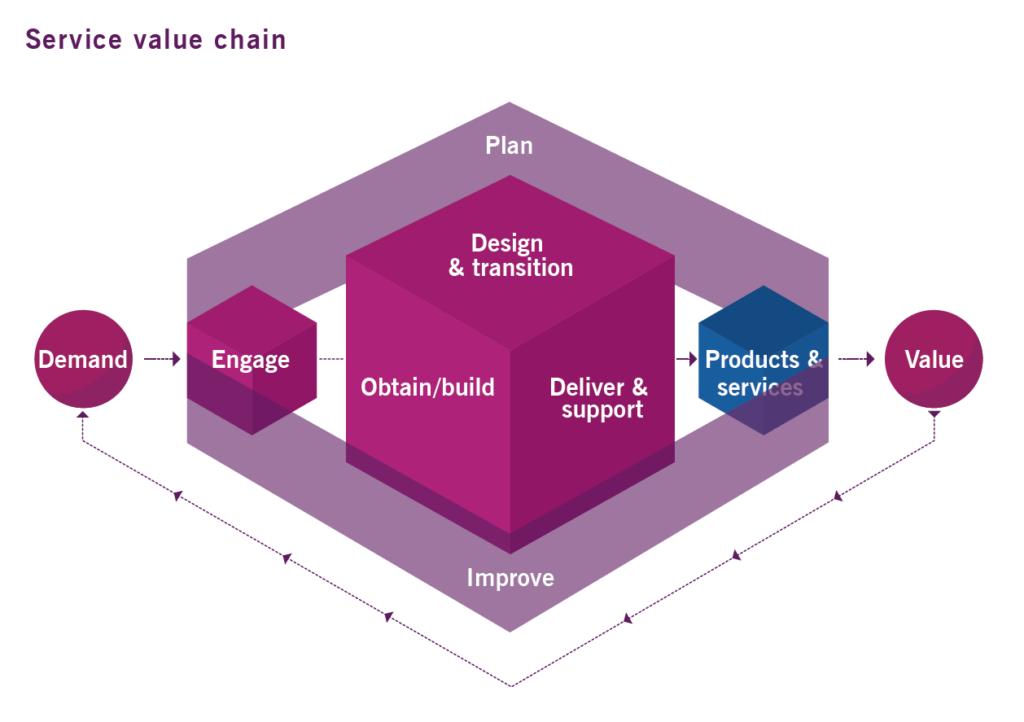 Service value chain
Plan
Design
& transition
Demand
Engage
Obtain/build
Deliver &
support
Products &
services
Value
Improve